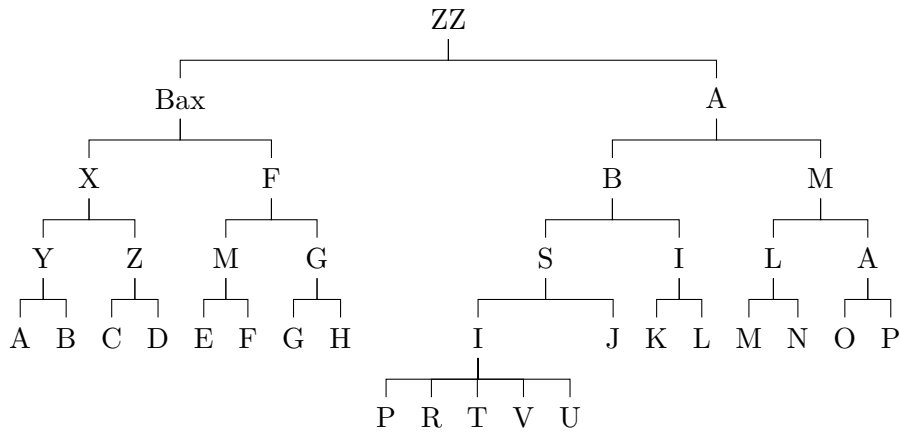 ZZ
Bax A
X F B M
Y Z M G S I L A
A B C D E F G H I J K L M N O P
P R T V U